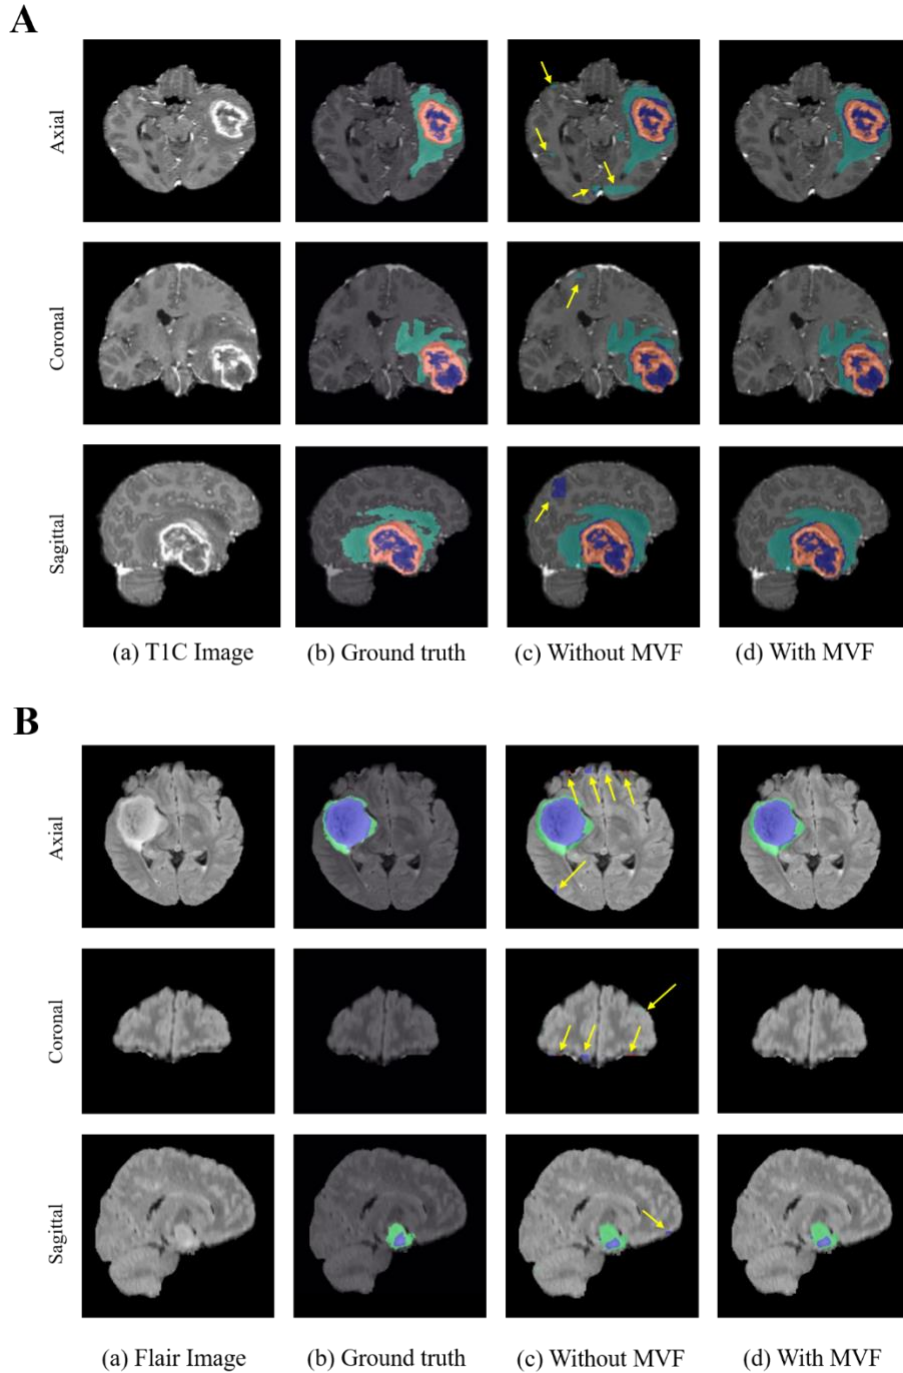 A
Axial
Coronal
Sagittal
(a) T1C Image (b) Ground truth (c) Without MVF (d) With MVF
B
Axial
Coronal
Sagittal
(a) Flair Image (b) Ground truth (c) Without MVF (d) With MVF